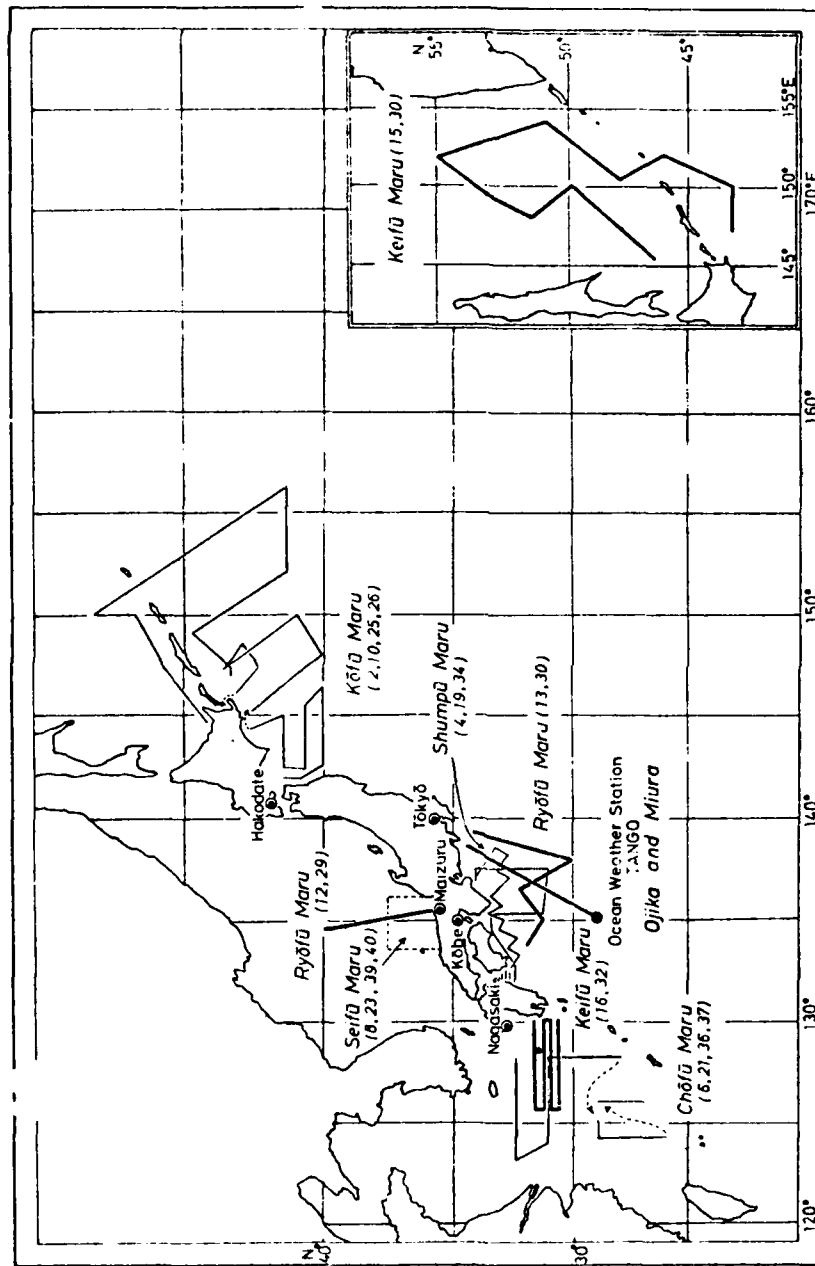 Keifū Maru (15,30)
N
55°
50°
45°
155°E
150°
145°
Kōfū Maru
(2,10,25,26)
Shumpū Maru
(4,19,34)
Ryōfū Maru (13,30)
Hakodate
Tōkyō
Maizuru
Kōbe
Nagasaki
Ryōfū Maru
(12,29)
Seifū Maru
(8,23,39,40)
Ocean Weather Station
TANGO
Ojika and Miura
Keifū Maru
(16,32)
Chōfū Maru
(6,21,36,37)
N
40°
30°
120°
130°
140°
150°
160°
170°E